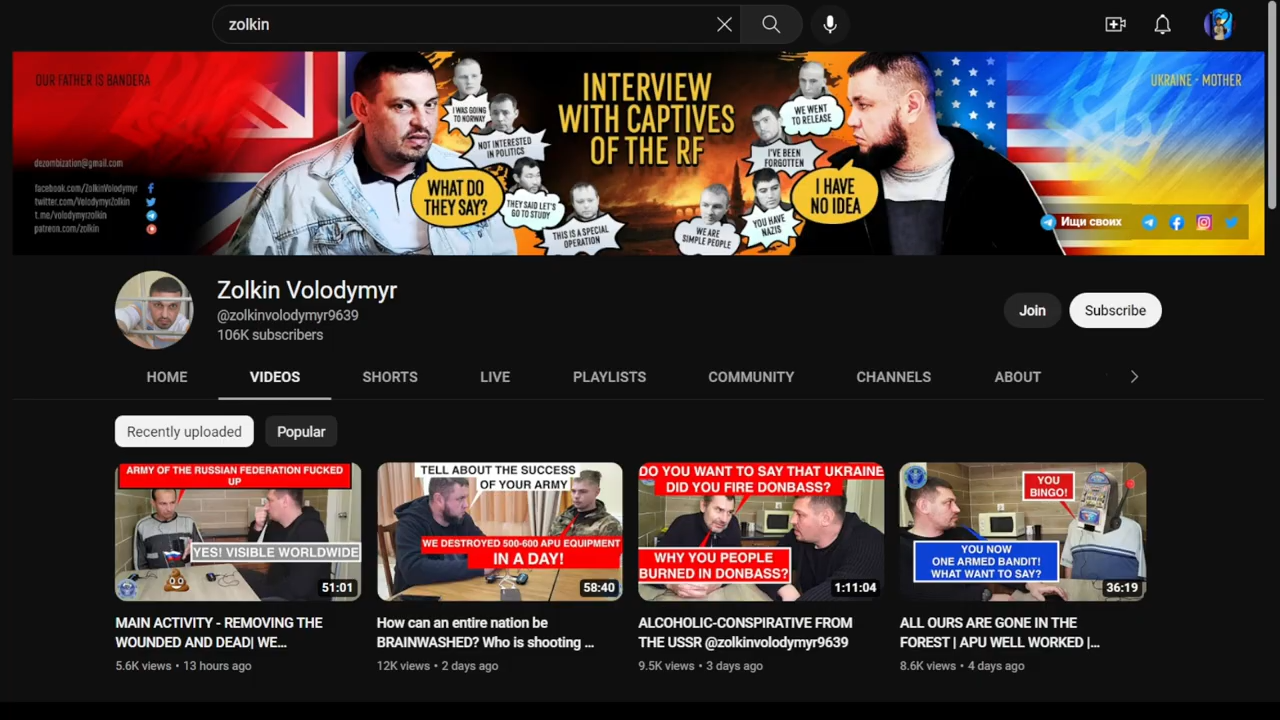 zolkin
OUR FATHER IS BANDERA
UKRAINE - MOTHER
INTERVIEW
WITH CAPTIVES
OF THE RF
I WAS GOING
TO NORWAY
NOT INTERESTED
IN POLITICS
WHAT DO
THEY SAY?
THEY SAID LET'S
GO TO STUDY
THIS IS A SPECIAL
OPERATION
WE WENT
TO RELEASE
I'VE BEEN
FORGOTTEN
I HAVE
NO IDEA
YOU HAVE
NAZIS
WE ARE
SIMPLE PEOPLE
dezombization@gmail.com
facebook.com/ZolkinVolodymyr
twitter.com/VolodymyrZolkin
t.me/volodymyrzolkin
patreon.com/zolkin
Ищи своих
Zolkin Volodymyr
@zolkinvolodymyr9639
106K subscribers
Join
Subscribe
HOME VIDEOS SHORTS LIVE PLAYLISTS COMMUNITY CHANNELS ABOUT
Recently uploaded Popular
ARMY OF THE RUSSIAN FEDERATION FUCKED
UP
YES! VISIBLE WORLDWIDE
51:01
MAIN ACTIVITY - REMOVING THE
WOUNDED AND DEAD| WE...
5.6K views • 13 hours ago
TELL ABOUT THE SUCCESS
OF YOUR ARMY
WE DESTROYED 500-600 APU EQUIPMENT
IN A DAY!
58:40
How can an entire nation be
BRAINWASHED? Who is shooting ...
12K views • 2 days ago
DO YOU WANT TO SAY THAT UKRAINE
DID YOU FIRE DONBASS?
WHY YOU PEOPLE
BURNED IN DONBASS?
1:11:04
ALCOHOLIC-CONSPIRATIVE FROM
THE USSR @zolkinvolodymyr9639
9.5K views • 3 days ago
YOU
BINGO!
YOU NOW
ONE ARMED BANDIT!
WHAT WANT TO SAY?
36:19
ALL OURS ARE GONE IN THE
FOREST | APU WELL WORKED |...
8.6K views • 4 days ago